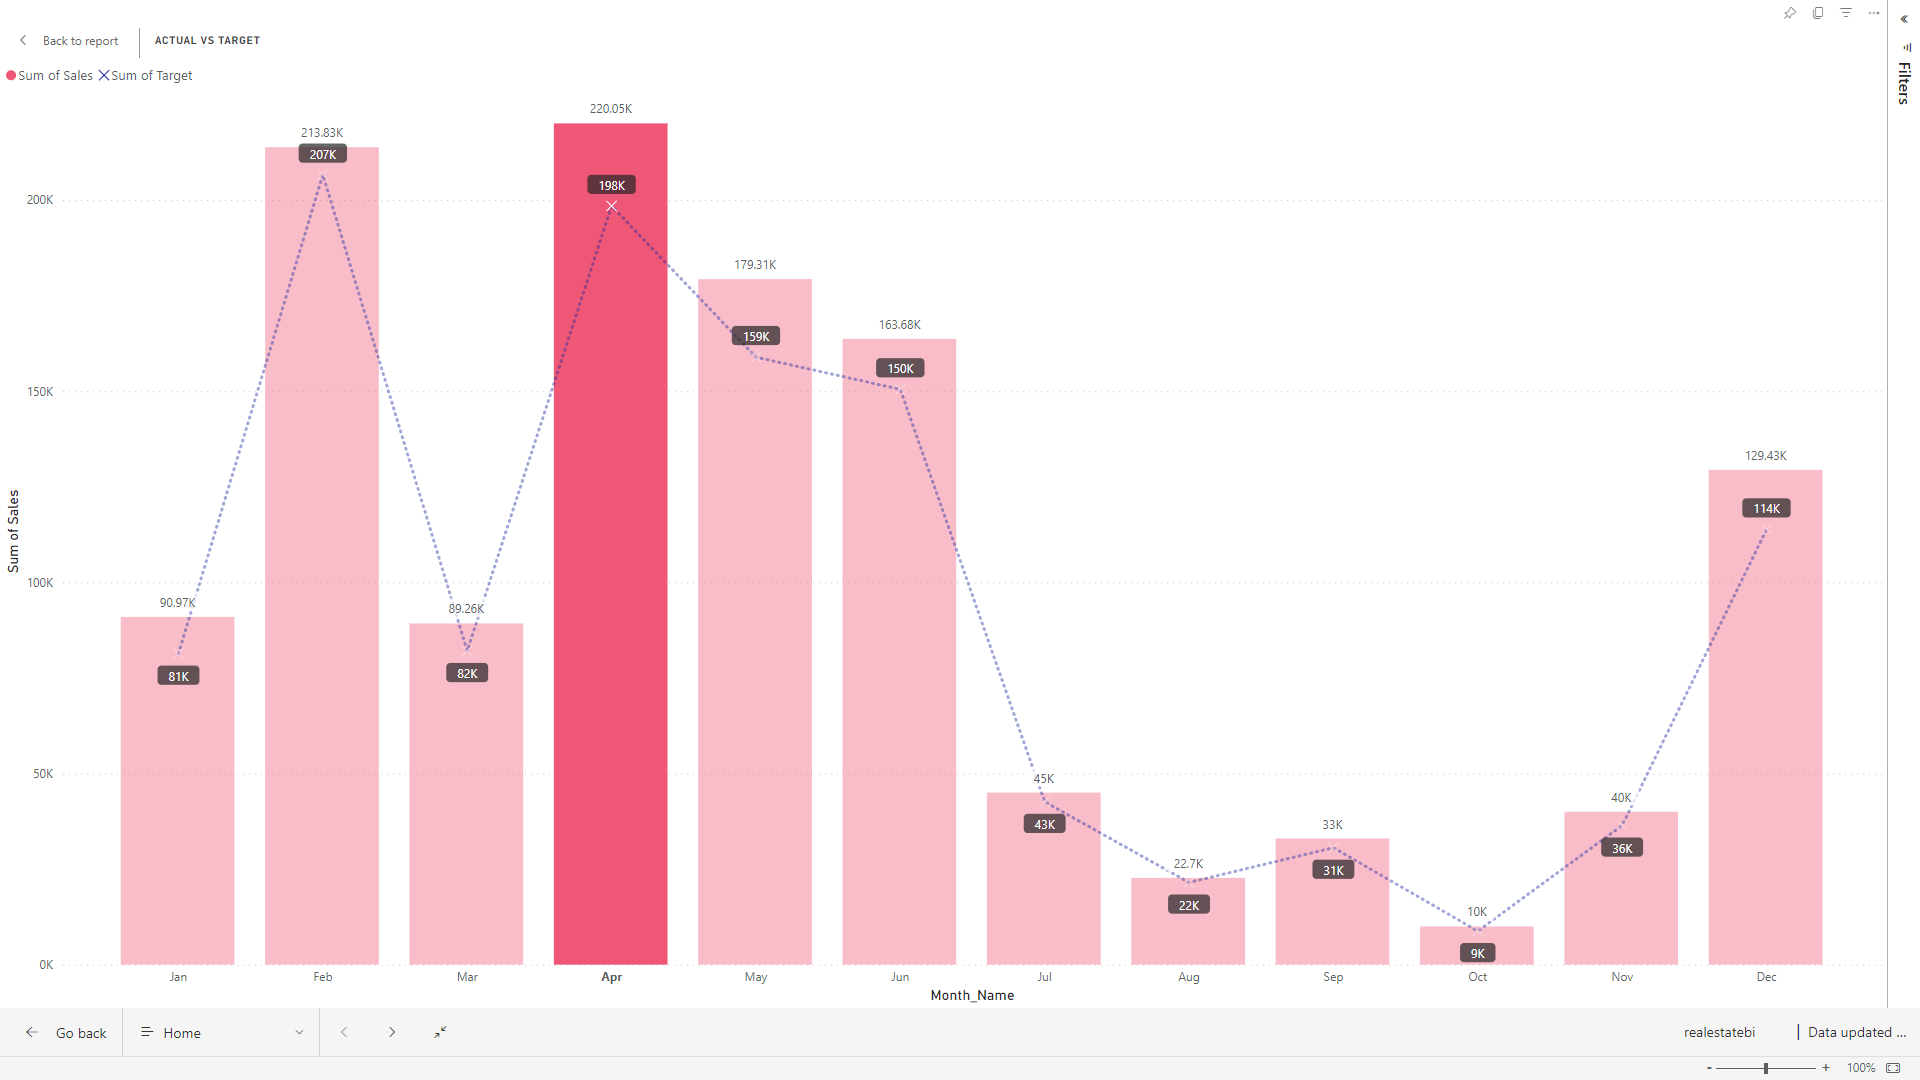 Back to report
ACTUAL VS TARGET
Sum of Sales Sum of Target
Filters
220.05K
213.83K
207K
198K
200K
179.31K
163.68K
159K
150K
150K
129.43K
114K
Sum of Sales
100K
90.97K
89.26K
81K
82K
50K
45K
43K
40K
36K
33K
31K
22.7K
22K
10K
9K
0K
Jan Feb Mar Apr May Jun Jul Aug Sep Oct Nov Dec
Month_Name
Go back
Home
realestatebi
Data updated ...
- + 100%